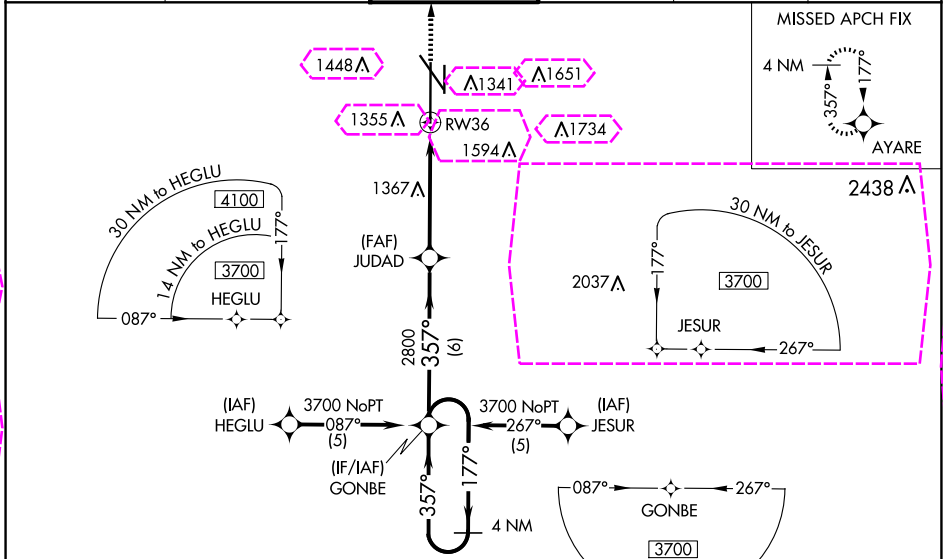 MISSED APCH FIX
4 NM
357°
177°
AYARE
1448
1341
1651
1355
RW36
1594
1734
1367
2438
30 NM to HEGLU
4100
14 NM to HEGLU
3700
177°
HEGLU
087°
(FAF)
JUDAD
30 NM to JESUR
177°
2037
3700
JESUR
267°
2800
357°
(6)
(IAF)
HEGLU
3700 NoPT
087°
(5)
3700 NoPT
267°
(5)
(IAF)
JESUR
(IF/IAF)
GONBE
357°
177°
4 NM
087°
267°
GONBE
3700